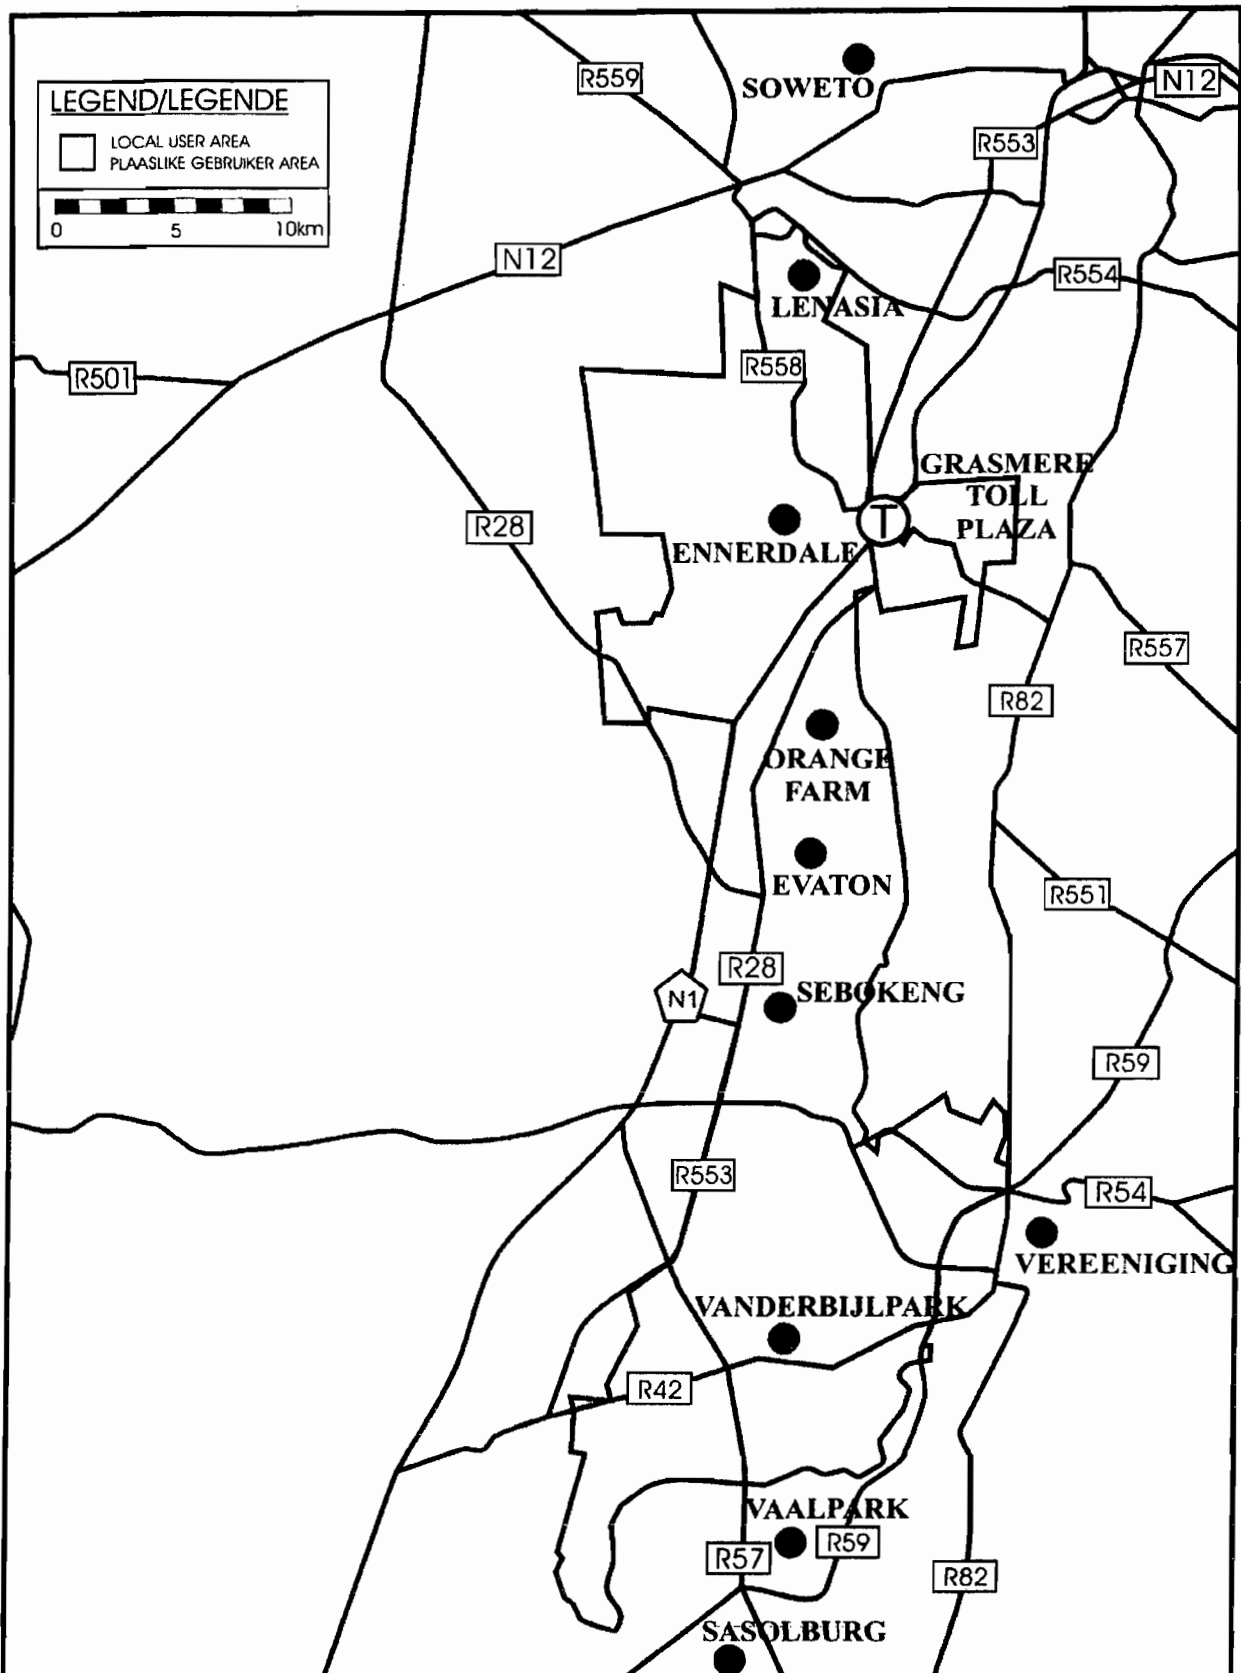 R559
SOWETO
N12
LEGEND/LEGENDE
LOCAL USER AREA
PLAASLIKE GEBRUIKER AREA
0 5 10km
R553
N12
R554
LENASIA
R501
R558
GRASMERE
TOLL
PLAZA
T
R28
ENNERDALE
R557
R82
ORANGE
FARM
EVATON
R551
R28
SEBOKENG
N1
R59
R553
R54
VEREENIGING
VANDERBIJLPARK
R42
VAALPARK
R59
R57
R82
SASOLBURG